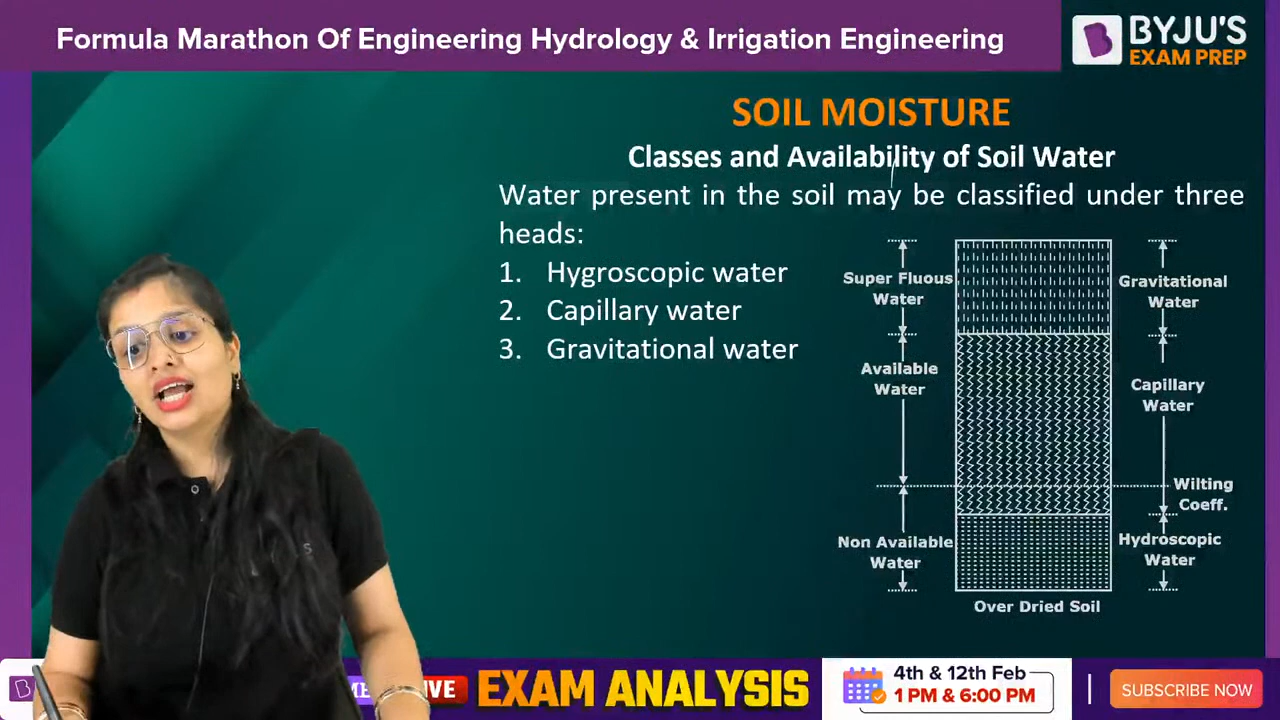 Formula Marathon Of Engineering Hydrology & Irrigation Engineering
BYJU'S
EXAM PREP
SOIL MOISTURE
Classes and Availability of Soil Water
Water present in the soil may be classified under three
heads:
1. Hygroscopic water
2. Capillary water
3. Gravitational water
Super Fluous
Water
Available
Water
Non Available
Water
Gravitational
Water
Capillary
Water
Wilting
Coeff.
Hydroscopic
Water
Over Dried Soil
EXAM ANALYSIS
4th & 12th Feb
1 PM & 6:00 PM
SUBSCRIBE NOW